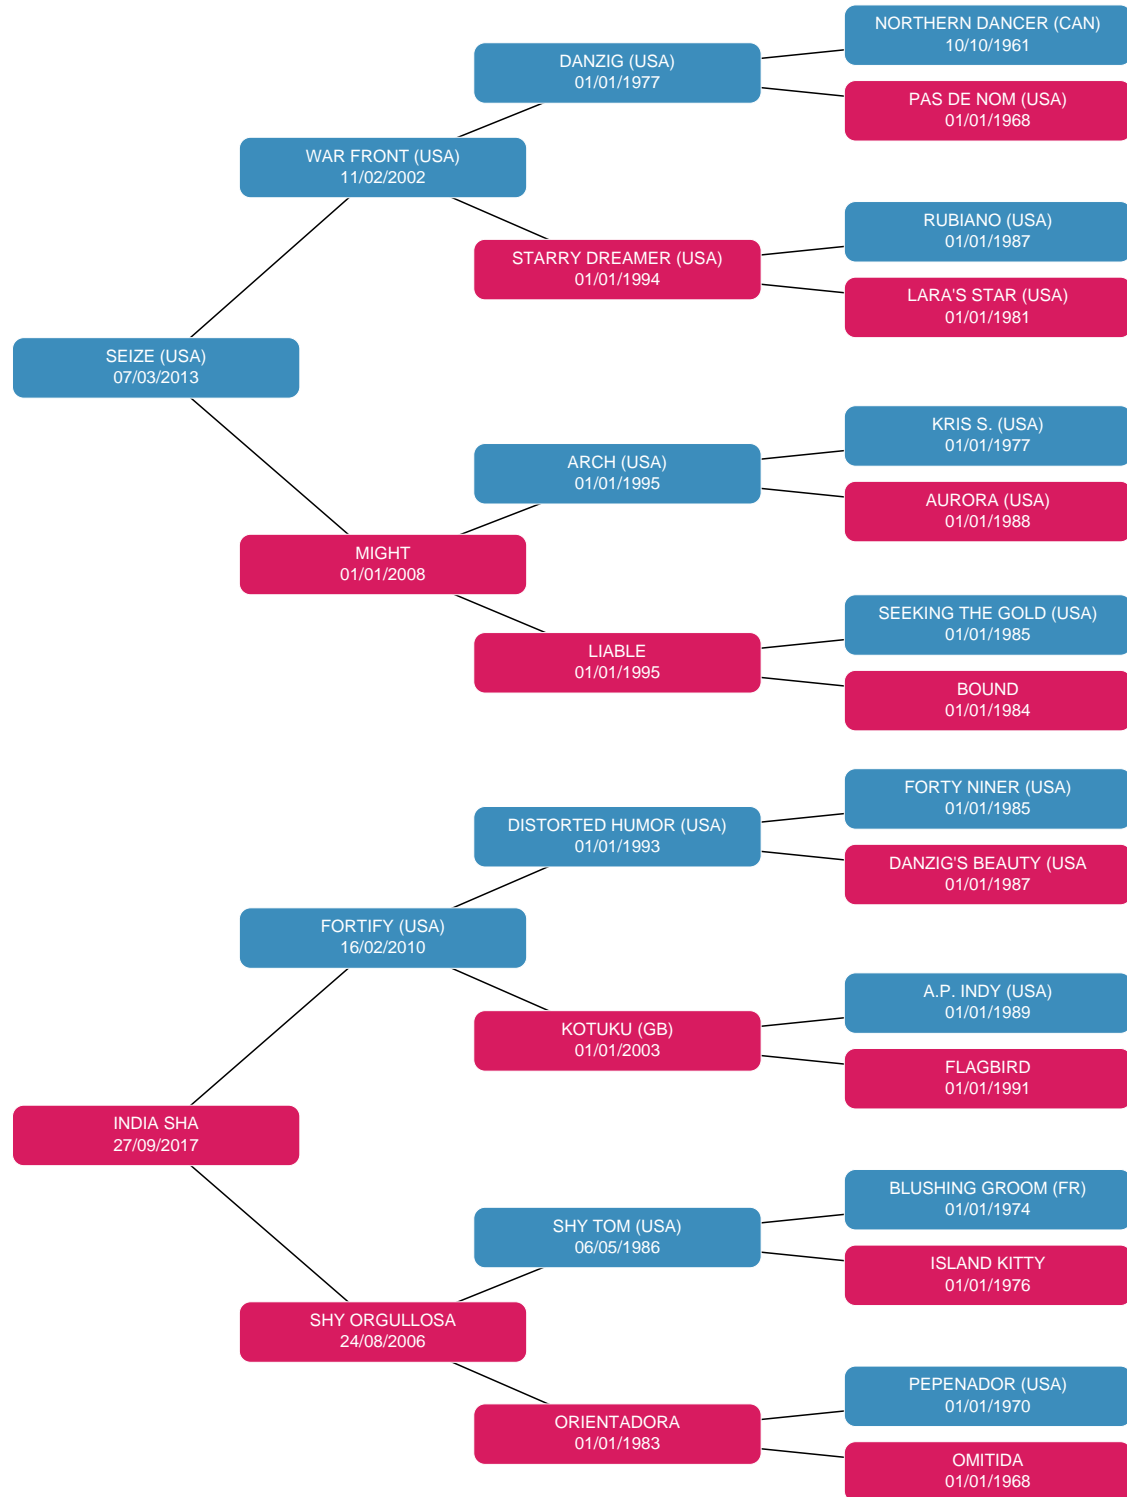 NORTHERN DANCER (CAN)
10/10/1961
DANZIG (USA)
01/01/1977
PAS DE NOM (USA)
01/01/1968
WAR FRONT (USA)
11/02/2002
RUBIANO (USA)
01/01/1987
STARRY DREAMER (USA)
01/01/1994
LARA'S STAR (USA)
01/01/1981
SEIZE (USA)
07/03/2013
KRIS S. (USA)
01/01/1977
ARCH (USA)
01/01/1995
AURORA (USA)
01/01/1988
MIGHT
01/01/2008
SEEKING THE GOLD (USA)
01/01/1985
LIABLE
01/01/1995
BOUND
01/01/1984
FORTY NINER (USA)
01/01/1985
DISTORTED HUMOR (USA)
01/01/1993
DANZIG'S BEAUTY (USA
01/01/1987
FORTIFY (USA)
16/02/2010
A.P. INDY (USA)
01/01/1989
KOTUKU (GB)
01/01/2003
FLAGBIRD
01/01/1991
INDIA SHA
27/09/2017
BLUSHING GROOM (FR)
01/01/1974
SHY TOM (USA)
06/05/1986
ISLAND KITTY
01/01/1976
SHY ORGULLOSA
24/08/2006
PEPENADOR (USA)
01/01/1970
ORIENTADORA
01/01/1983
OMITIDA
01/01/1968